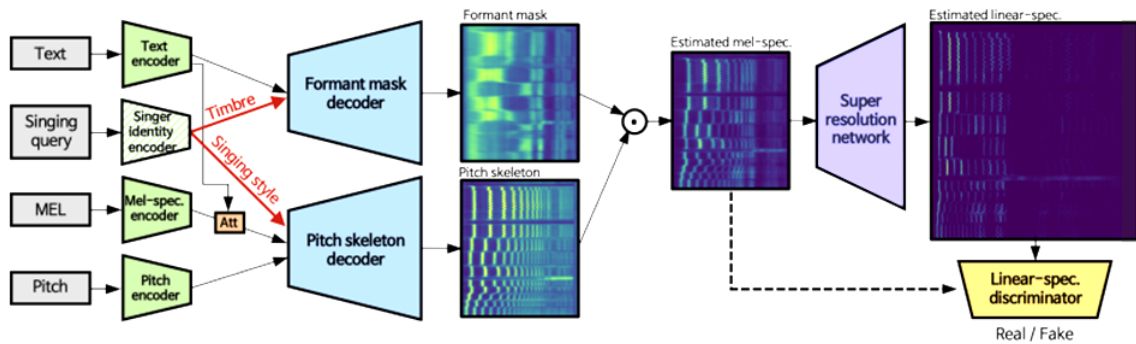 Text
Singing
query
MEL
Pitch
Text
encoder
Singer
identity
encoder
Mel-spec.
encoder
Pitch
encoder
Timbre
Singing style
Att
Formant mask
decoder
Pitch skeleton
decoder
Formant mask
Pitch skeleton
Estimated mel-spec.
Super
resolution
network
Estimated linear-spec.
Linear-spec.
discriminator
Real / Fake